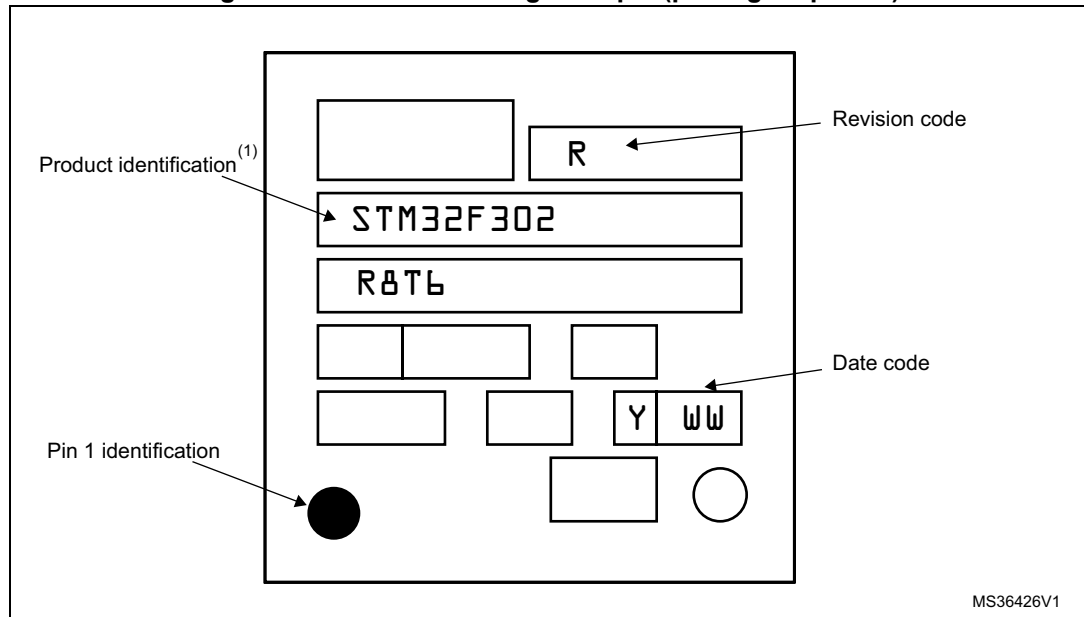 Revision code
R
Product identification(1)
STM32F302
R8T6
Date code
Y WW
Pin 1 identification
MS36426V1